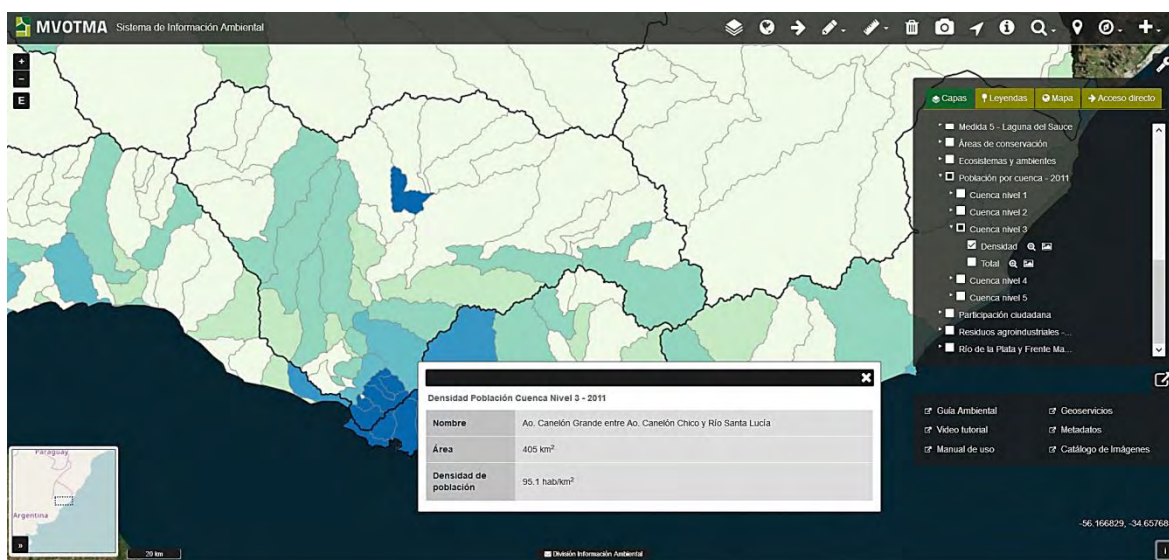 MVOTMA Sistema de Información Ambiental
+
−
E
Capas Leyendas Mapa Acceso directo
Medida 5 - Laguna del Sauce
Áreas de conservación
Ecosistemas y ambientes
Población por cuenca - 2011
Cuenca nivel 1
Cuenca nivel 2
Cuenca nivel 3
Densidad
Total
Cuenca nivel 4
Cuenca nivel 5
Participación ciudadana
Residuos agroindustriales -...
Río de la Plata y Frente Ma...
Densidad Población Cuenca Nivel 3 - 2011
Nombre Ao. Canelón Grande entre Ao. Canelón Chico y Río Santa Lucía
Área 405 km²
Densidad de
población 95.1 hab/km²
Guía Ambiental Geoservicios
Video tutorial Metadatos
Manual de uso Catálogo de Imágenes
Paraguay
Argentina
»
20 km
División Información Ambiental
-56.166829, -34.65768